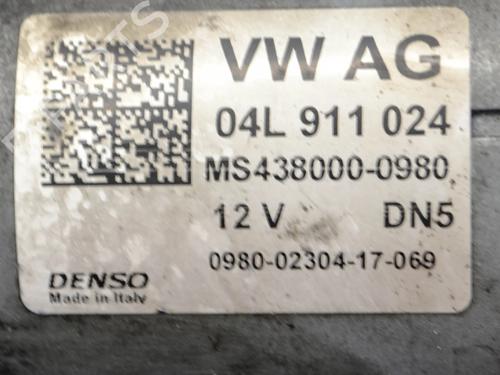 VW AG
04L 911 024
MS438000-0980
12 V DN5
0980-02304-17-069
DENSO
Made in Italy